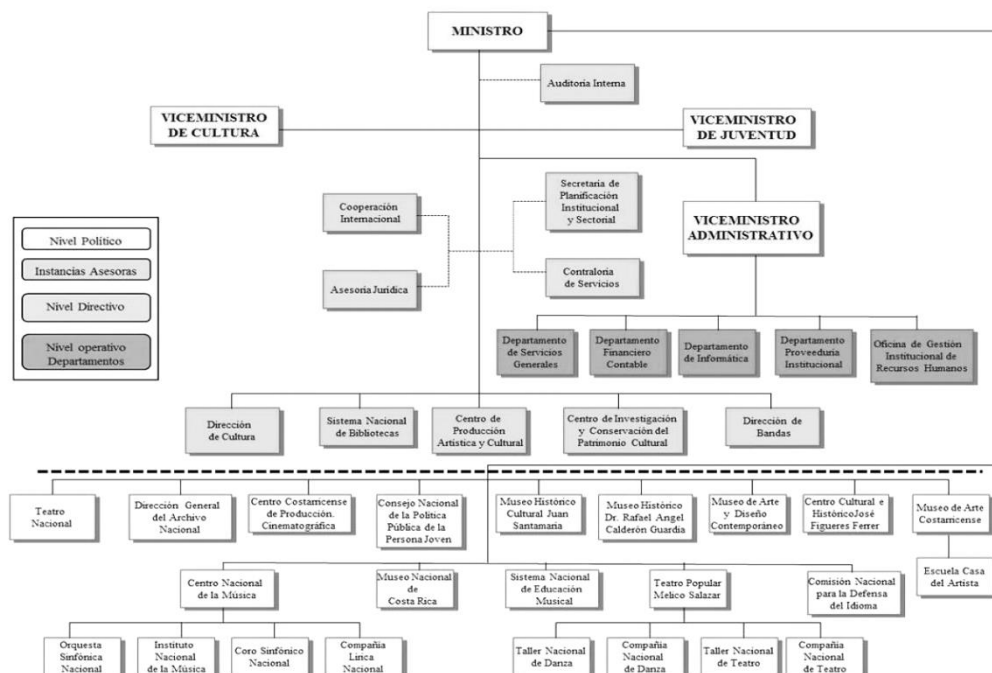 MINISTRO
Auditoría Interna
VICEMINISTRO
DE CULTURA
VICEMINISTRO
DE JUVENTUD
Cooperación
Internacional
Secretaría de
Planificación
Institucional
y Sectorial
VICEMINISTRO
ADMINISTRATIVO
Asesoría Jurídica
Contraloría
de Servicios
Nivel Político
Instancias Asesoras
Nivel Directivo
Nivel operativo
Departamentos
Departamento
de Servicios
Generales
Departamento
Financiero
Contable
Departamento
de Informática
Departamento
Proveeduría
Institucional
Oficina de Gestión
Institucional de
Recursos Humanos
Dirección
de Cultura
Sistema Nacional
de Bibliotecas
Centro de
Producción
Artística y Cultural
Centro de Investigación
y Conservación del
Patrimonio Cultural
Dirección de
Bandas
Teatro
Nacional
Dirección General
del Archivo
Nacional
Centro Costarricense
de Producción.
Cinematográfica
Consejo Nacional
de la Política
Pública de la
Persona Joven
Museo Histórico
Cultural Juan
Santamaría
Museo Histórico
Dr. Rafael Angel
Calderón Guardia
Museo de Arte
y Diseño
Contemporáneo
Centro Cultural e
HistóricoJosé
Figueres Ferrer
Museo de Arte
Costarricense
Escuela Casa
del Artista
Centro Nacional
de la Música
Museo Nacional
de
Costa Rica
Sistema Nacional
de Educación
Musical
Teatro Popular
Melico Salazar
Comisión Nacional
para la Defensa
del Idioma
Orquesta
Sinfónica
Nacional
Instituto
Nacional
de la Música
Coro Sinfónico
Nacional
Compañía
Lírica
Nacional
Taller Nacional
de Danza
Compañía
Nacional
de Danza
Taller Nacional
de Teatro
Compañía
Nacional
de Teatro